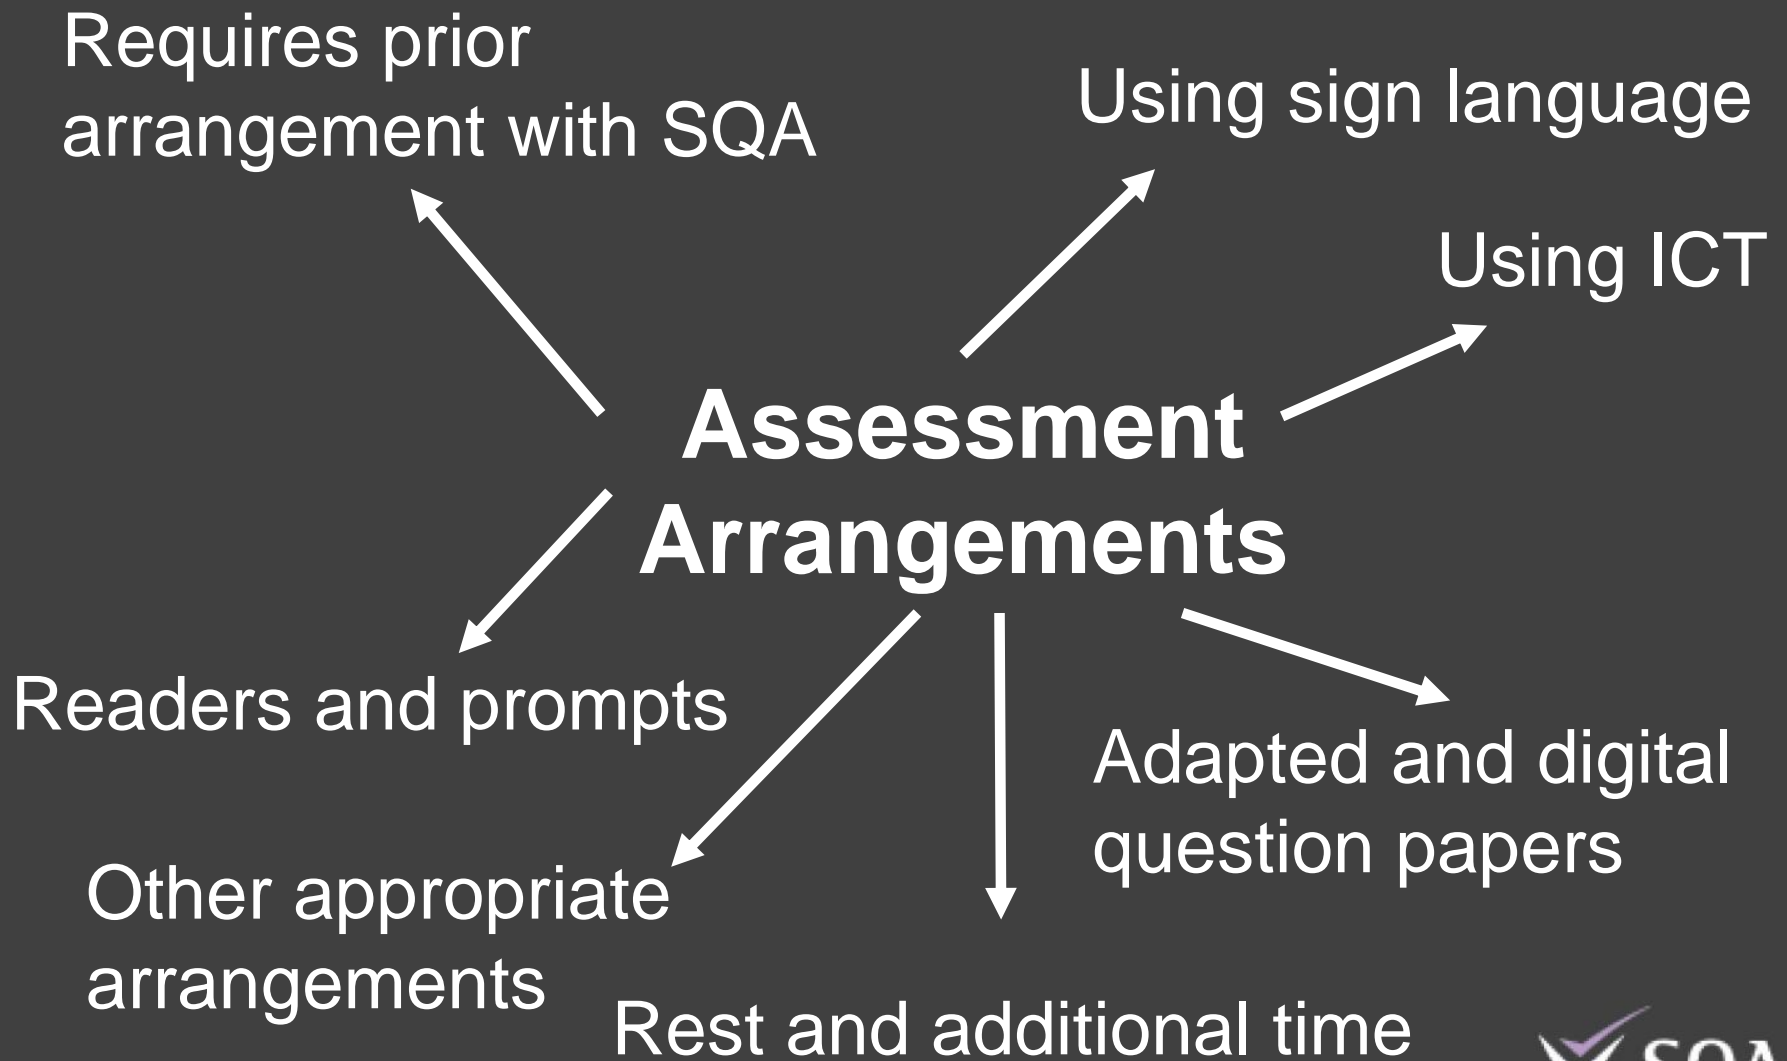 Requires prior
arrangement with SQA
Using sign language
Using ICT
Assessment
Arrangements
Readers and prompts
Adapted and digital
question papers
Other appropriate
arrangements
Rest and additional time
SQA